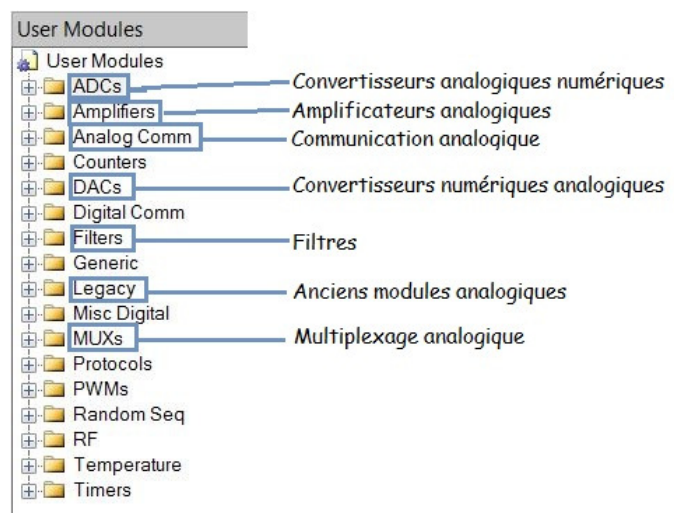 User Modules
User Modules
ADCs Convertisseurs analogiques numériques
Amplifiers Amplificateurs analogiques
Analog Comm Communication analogique
Counters
DACs Convertisseurs numériques analogiques
Digital Comm
Filters Filtres
Generic
Legacy Anciens modules analogiques
Misc Digital
MUXs Multiplexage analogique
Protocols
PWMs
Random Seq
RF
Temperature
Timers